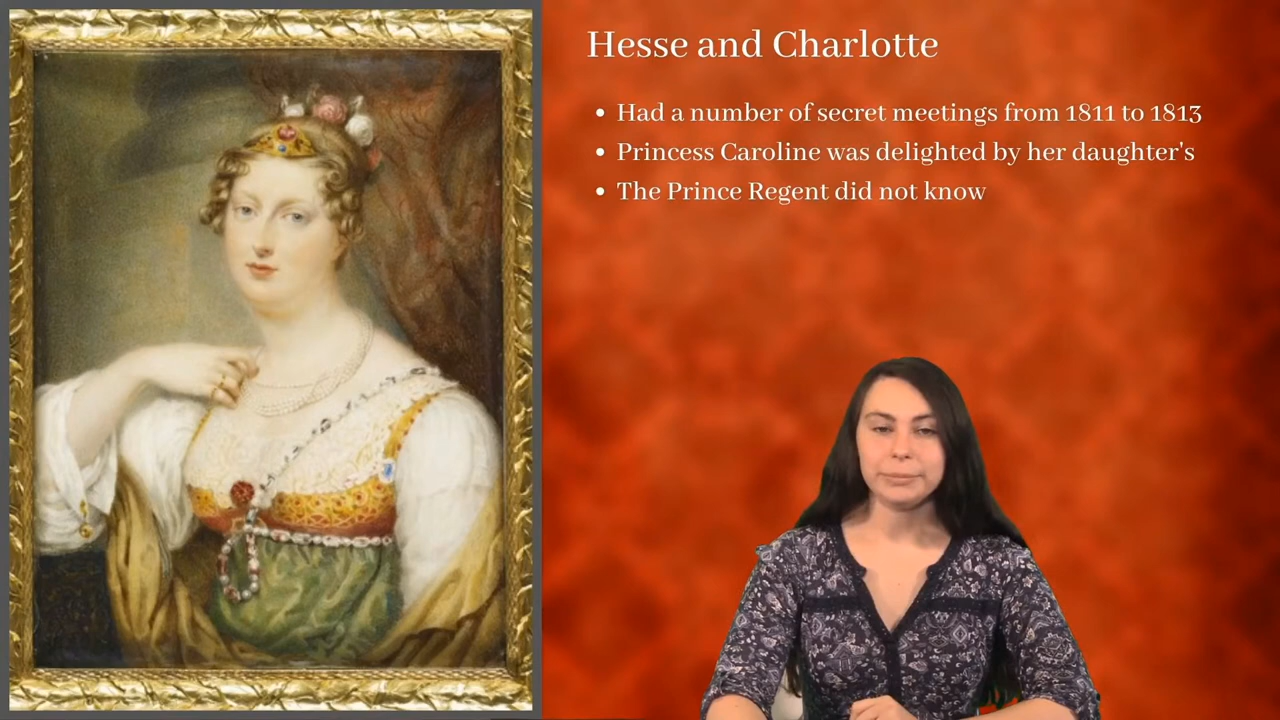 Hesse and Charlotte
• Had a number of secret meetings from 1811 to 1813
• Princess Caroline was delighted by her daughter's
• The Prince Regent did not know